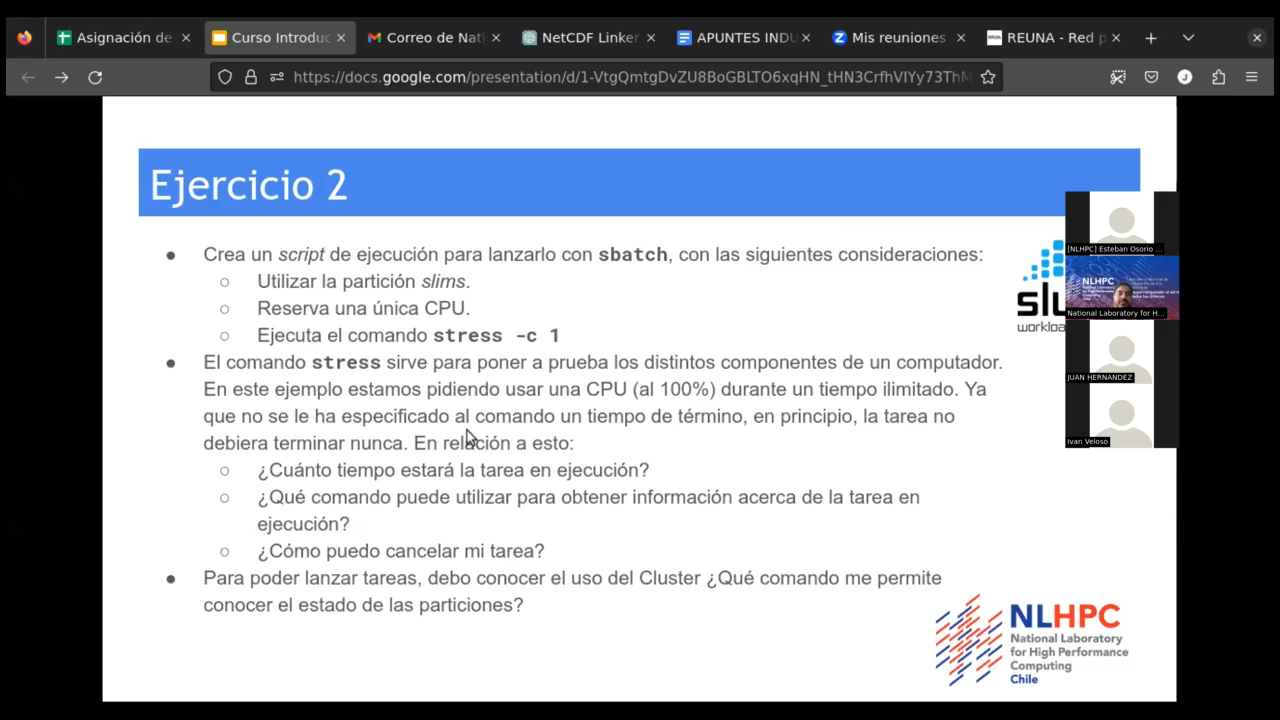 Asignación de
Curso Introduc
Correo de Nat
NetCDF Linker
APUNTES INDU
Mis reuniones
REUNA - Red p
https://docs.google.com/presentation/d/1-VtgQmtgDvZU8BoGBLTO6xqHN_tHN3CrfhVIYy73ThM
Ejercicio 2
● Crea un script de ejecución para lanzarlo con sbatch, con las siguientes consideraciones:
○ Utilizar la partición slims.
○ Reserva una única CPU.
○ Ejecuta el comando stress -c 1
● El comando stress sirve para poner a prueba los distintos componentes de un computador.
En este ejemplo estamos pidiendo usar una CPU (al 100%) durante un tiempo ilimitado. Ya
que no se le ha especificado al comando un tiempo de término, en principio, la tarea no
debiera terminar nunca. En relación a esto:
○ ¿Cuánto tiempo estará la tarea en ejecución?
○ ¿Qué comando puede utilizar para obtener información acerca de la tarea en
ejecución?
○ ¿Cómo puedo cancelar mi tarea?
● Para poder lanzar tareas, debo conocer el uso del Cluster ¿Qué comando me permite
conocer el estado de las particiones?
slu
workloa
[NLHPC] Esteban Osorio ...
NLHPC
National Laboratory for H...
JUAN HERNANDEZ
Ivan Veloso
NLHPC
National Laboratory
for High Performance
Computing
Chile